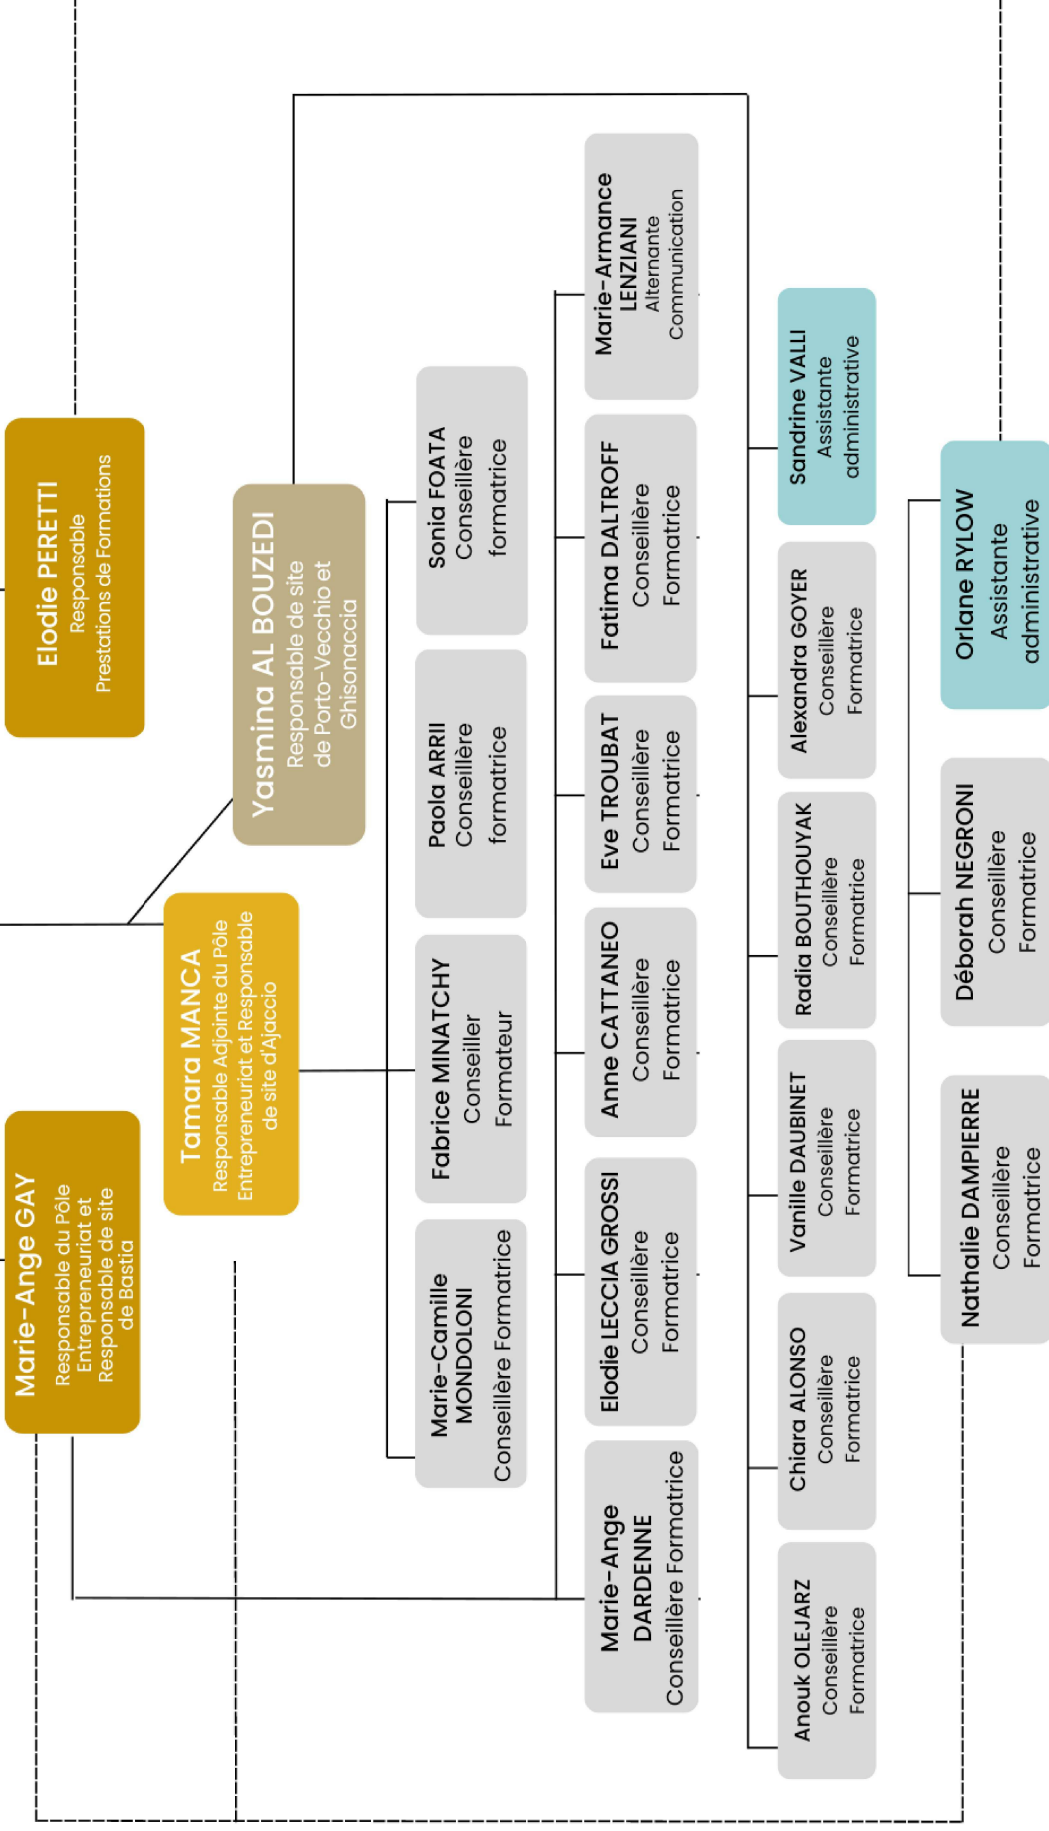 Marie-Ange GAY
Responsable du Pôle
Entrepreneuriat et
Responsable de site
de Bastia
Elodie PERETTI
Responsable
Prestations de Formations
Tamara MANCA
Responsable Adjointe du Pôle
Entrepreneuriat et Responsable
de site d'Ajaccio
Yasmina AL BOUZEDI
Responsable de site
de Porto-Vecchio et
Ghisonaccia
Marie-Camille
MONDOLONI
Conseillère Formatrice
Fabrice MINATCHY
Conseiller
Formateur
Paola ARRII
Conseillère
formatrice
Sonia FOATA
Conseillère
formatrice
Marie-Ange
DARDENNE
Conseillère Formatrice
Elodie LECCIA GROSSI
Conseillère
Formatrice
Anne CATTANEO
Conseillère
Formatrice
Eve TROUBAT
Conseillère
Formatrice
Fatima DALTROFF
Conseillère
Formatrice
Marie-Armance
LENZIANI
Alternante
Communication
Anouk OLEJARZ
Conseillère
Formatrice
Chiara ALONSO
Conseillère
Formatrice
Vanille DAUBINET
Conseillère
Formatrice
Radia BOUTHOUYAK
Conseillère
Formatrice
Alexandra GOYER
Conseillère
Formatrice
Sandrine VALLI
Assistante
administrative
Nathalie DAMPIERRE
Conseillère
Formatrice
Déborah NEGRONI
Conseillère
Formatrice
Orlane RYLOW
Assistante
administrative